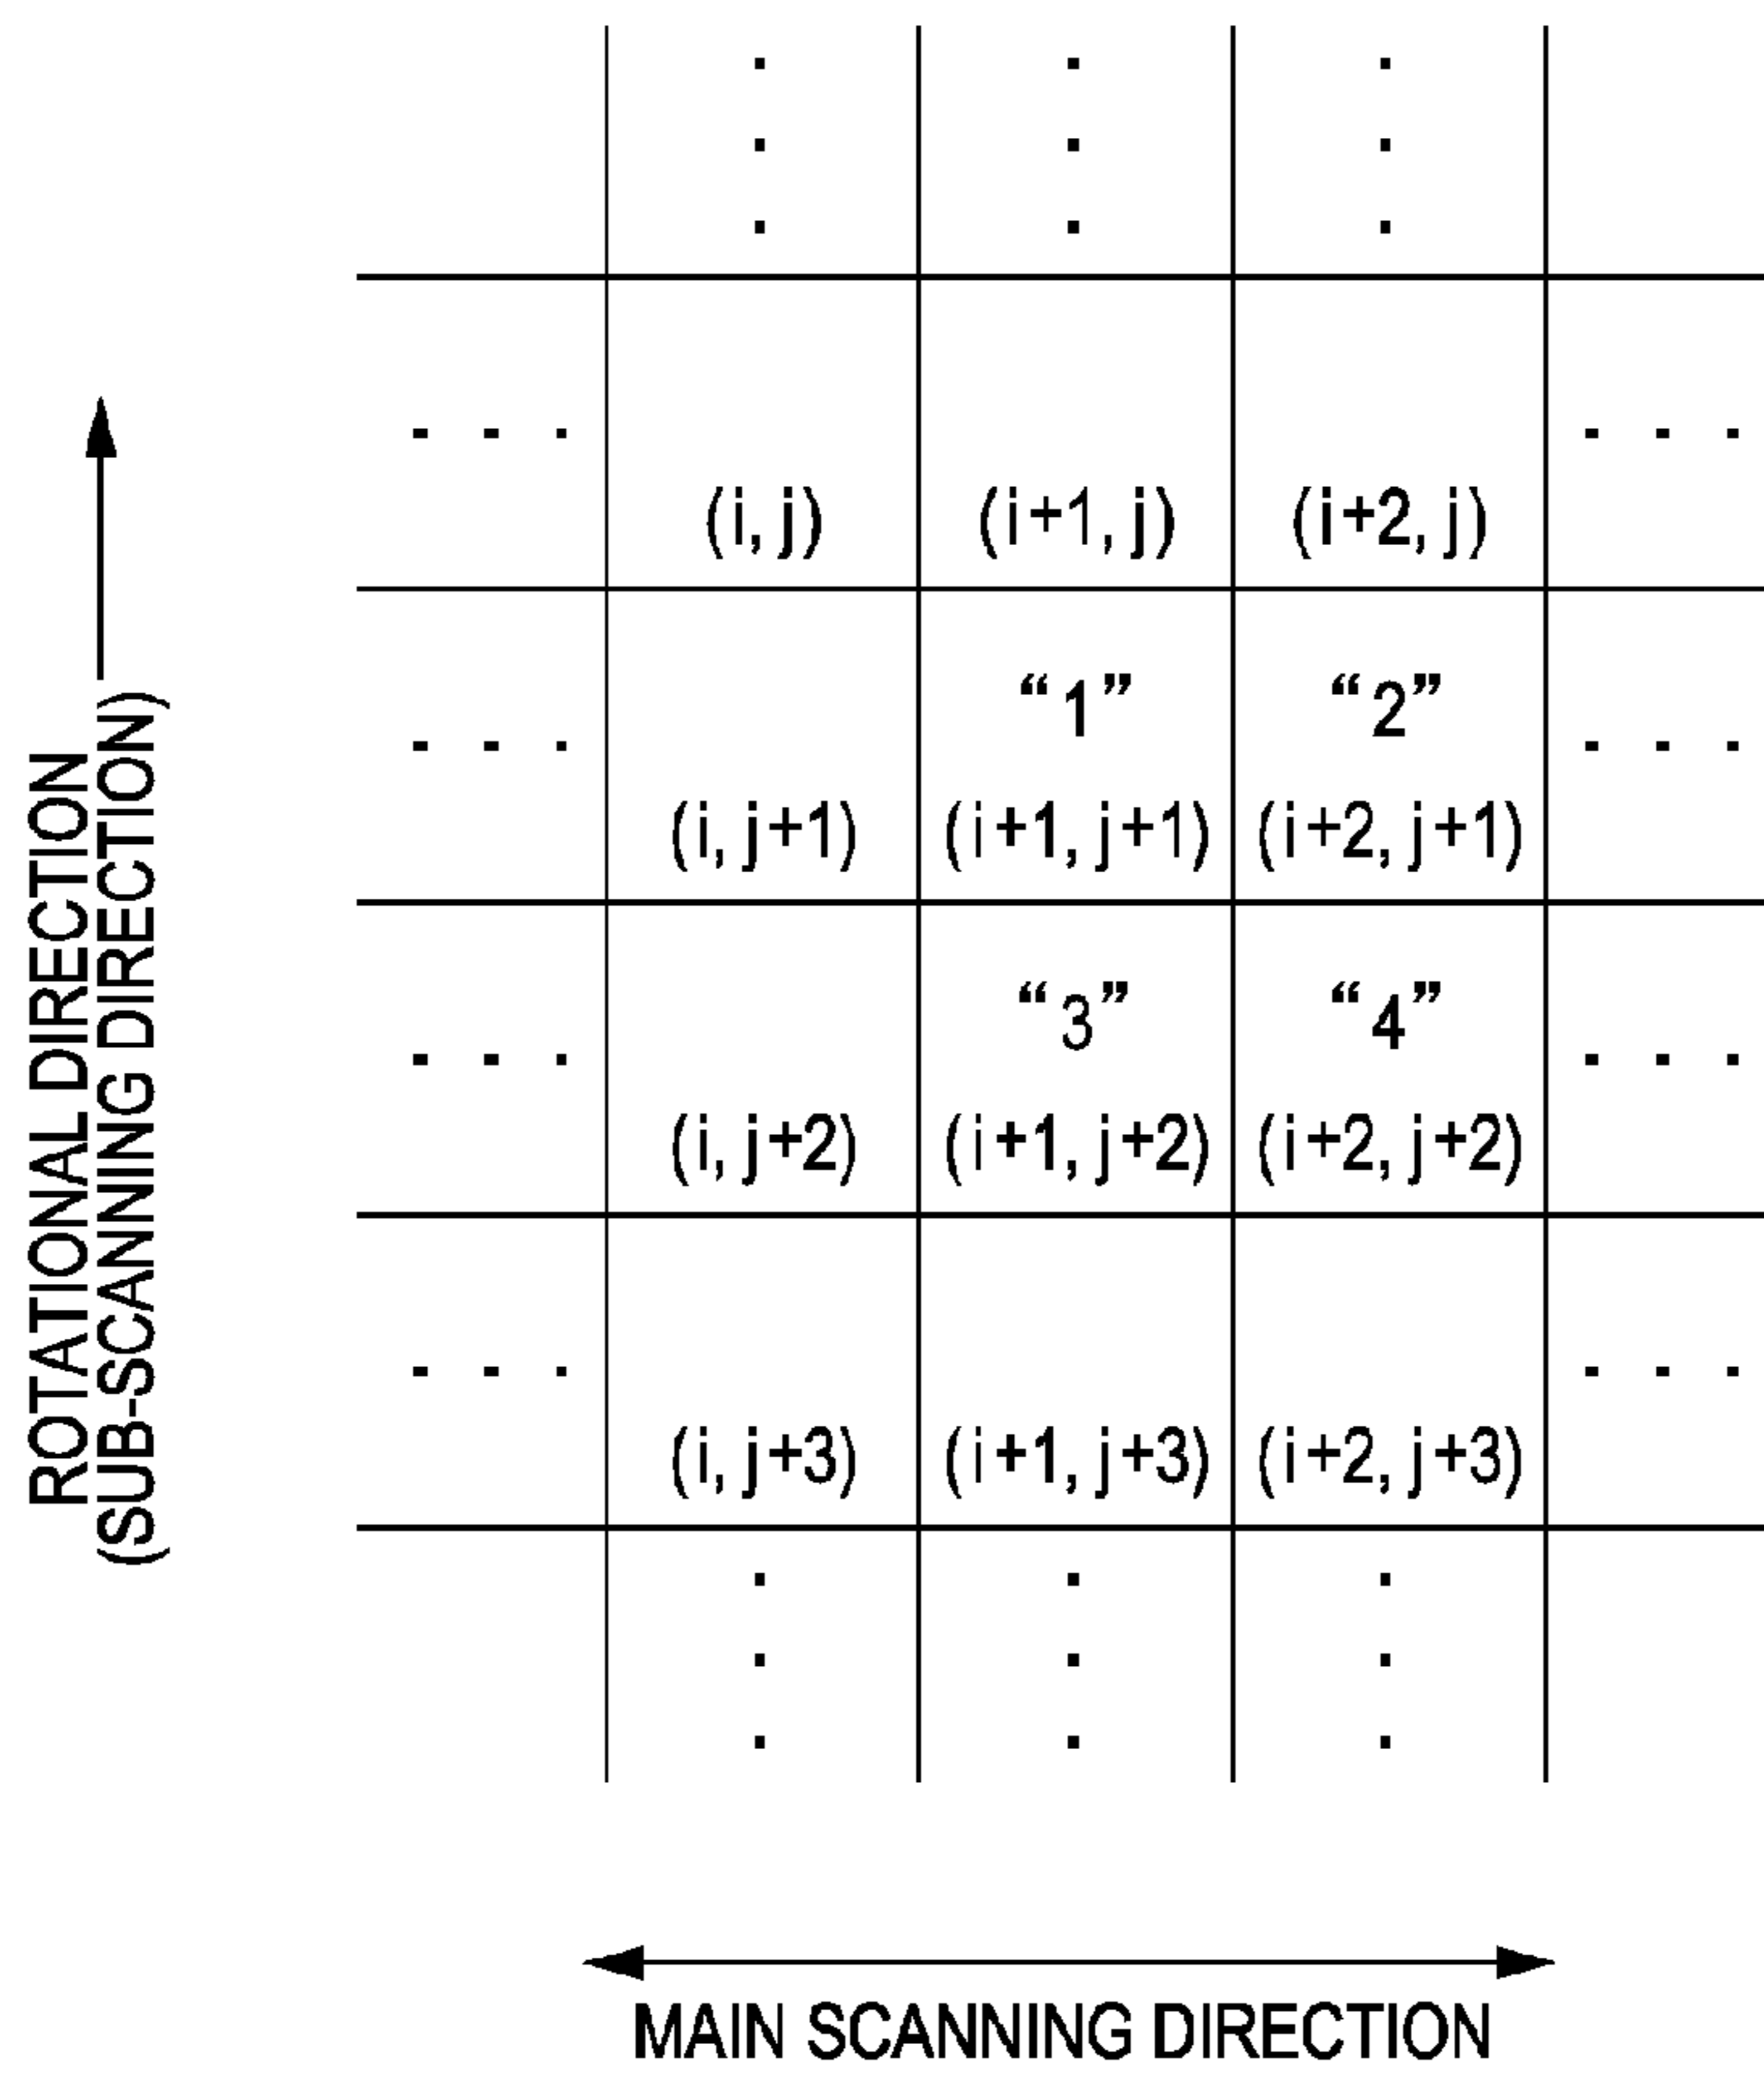 ROTATIONAL DIRECTION
(SUB-SCANNING DIRECTION)
(i, j) (i+1, j) (i+2, j)
“1” “2”
(i, j+1) (i+1, j+1) (i+2, j+1)
“3” “4”
(i, j+2) (i+1, j+2) (i+2, j+2)
(i, j+3) (i+1, j+3) (i+2, j+3)
MAIN SCANNING DIRECTION